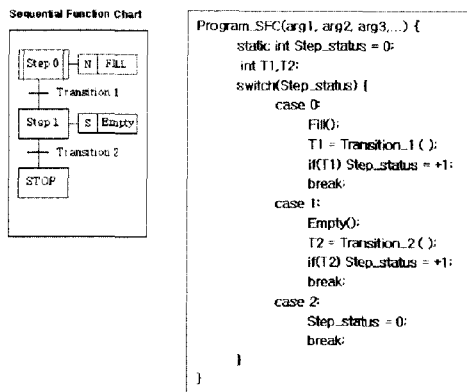 Sequential Function Chart
Step 0 N FILL
Transition 1
Step 1 S Empty
Transition 2
STOP
Program_SFC(arg1, arg2, arg3,...) {
static int Step_status = 0;
int T1,T2;
switch(Step_status) {
case 0:
Fill();
T1 = Transition_1 ( );
if(T1) Step_status = +1;
break;
case 1:
Empty();
T2 = Transition_2 ( );
if(T2) Step_status = +1;
break;
case 2:
Step_status = 0;
break;
}
}